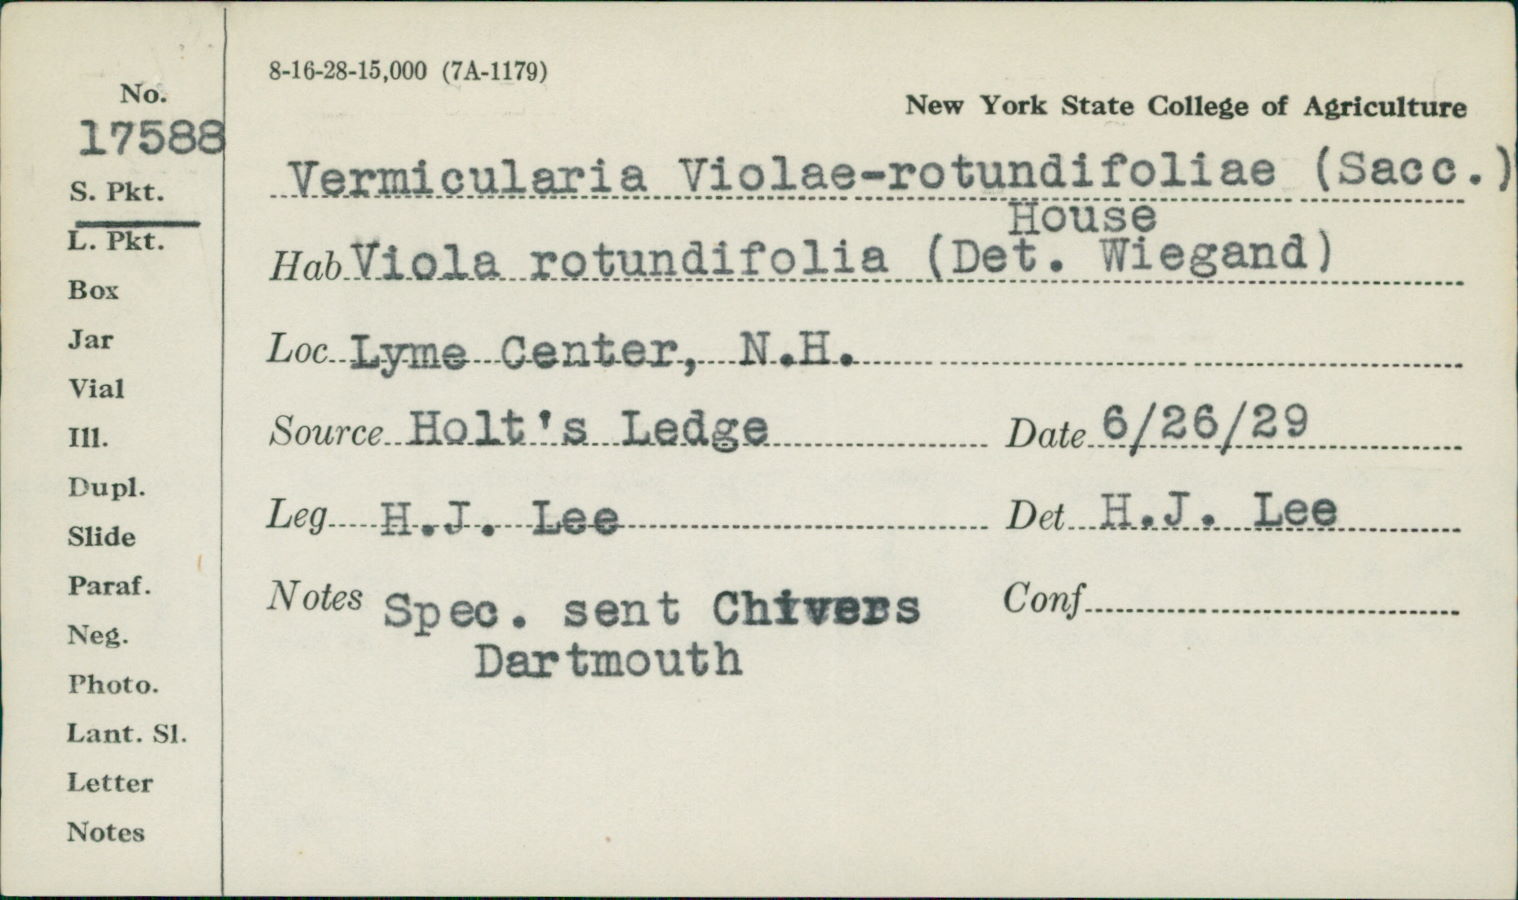 8-16-28-15,000 (7A-1179)
New York State College of Agriculture
No.
17588
S. Pkt.
L. Pkt.
Box
Jar
Vial
Ill.
Dupl.
Slide
Paraf.
Neg.
Photo.
Lant. Sl.
Letter
Notes
Vermicularia Violae-rotundifoliae (Sacc.)
House
Hab Viola rotundifolia (Det. Wiegand)
Loc Lyme Center, N.H.
Source Holt's Ledge Date 6/26/29
Leg H.J. Lee Det H.J. Lee
Notes Spec. sent Chivers Conf
Dartmouth